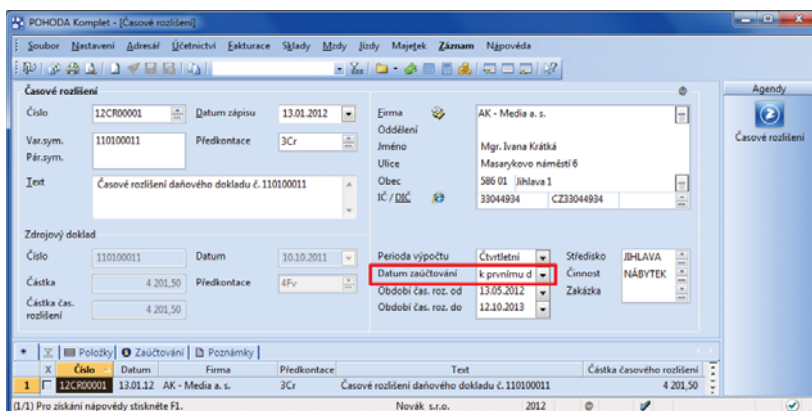 POHODA Komplet - [Časové rozlišení]
Soubor Nastavení Adresář Účetnictví Fakturace Sklady Mzdy Jízdy Majetek Záznam Nápověda
Časové rozlišení
Agendy
Číslo 12CR00001 Datum zápisu 13.01.2012 Firma AK - Media a. s.
Oddělení
Časové rozlišení
Var.sym. 110100011 Předkontace 3Cr Jméno Mgr. Ivana Krátká
Pár.sym. Ulice Masarykovo náměstí 6
Text Časové rozlišení daňového dokladu č. 110100011 Obec 586 01 Jihlava 1
IČ / DIČ 33044934 CZ33044934
Zdrojový doklad
Číslo 110100011 Datum 10.10.2011 Perioda výpočtu Čtvrtletní Středisko JIHLAVA
Datum zaúčtování k prvnímu d Činnost NÁBYTEK
Částka 4 201,50 Předkontace 4Fv Období čas. roz. od 13.05.2012 Zakázka
Částka čas. rozlišení 4 201,50 Období čas. roz. do 12.10.2013
Položky Zaúčtování Poznámky
X Číslo Datum Firma Předkontace Text Částka časového rozlišení
1 12CR00001 13.01.12 AK - Media a. s. 3Cr Časové rozlišení daňového dokladu č. 110100011 4 201,50
(1/1) Pro získání nápovědy stiskněte F1. Novák s.r.o. 2012